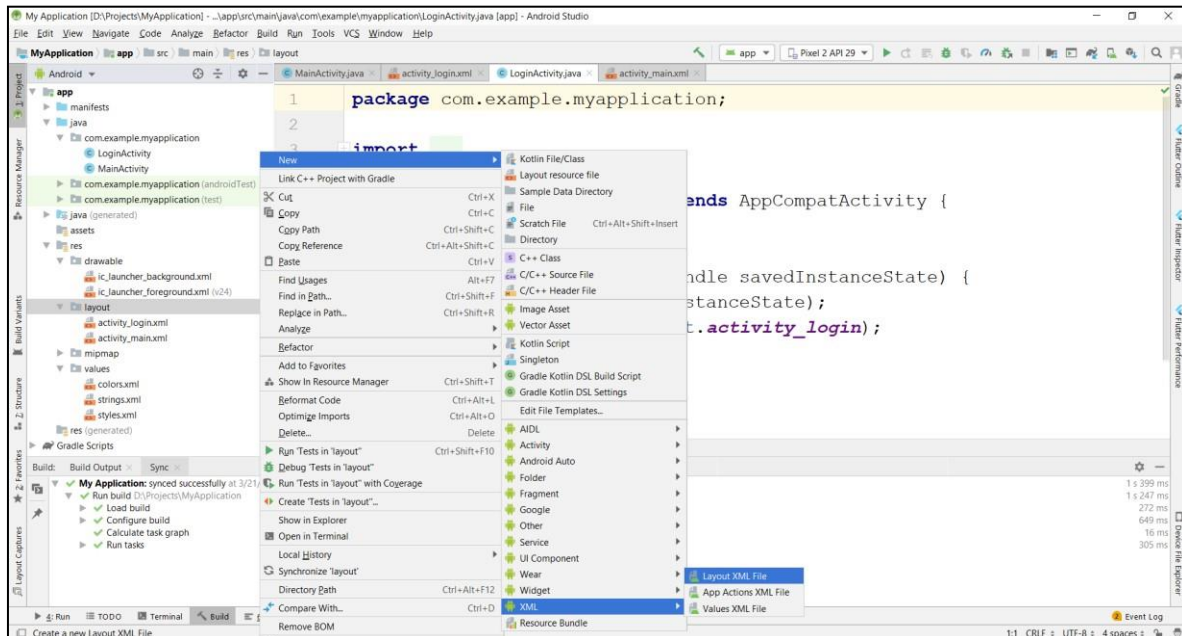 My Application [D:\Projects\MyApplication] - ...\app\src\main\java\com\example\myapplication\LoginActivity.java [app] - Android Studio
File Edit View Navigate Code Analyze Refactor Build Run Tools VCS Window Help
MyApplication app src main res layout
app Pixel 2 API 29
Android
MainActivity.java activity_login.xml LoginActivity.java activity_main.xml
1: Project
Resource Manager
Build Variants
Z: Structure
2: Favorites
Layout Captures
app
manifests
java
com.example.myapplication
LoginActivity
MainActivity
com.example.myapplication (androidTest)
com.example.myapplication (test)
java (generated)
assets
res
drawable
ic_launcher_background.xml
ic_launcher_foreground.xml (v24)
layout
activity_login.xml
activity_main.xml
mipmap
values
colors.xml
strings.xml
styles.xml
res (generated)
Gradle Scripts
1 package com.example.myapplication;
2
3 import
ends AppCompatActivity {
ndle savedInstanceState) {
stanceState);
t.activity_login);
New
Link C++ Project with Gradle
Cut Ctrl+X
Copy Ctrl+C
Copy Path Ctrl+Shift+C
Copy Reference Ctrl+Alt+Shift+C
Paste Ctrl+V
Find Usages Alt+F7
Find in Path... Ctrl+Shift+F
Replace in Path... Ctrl+Shift+R
Analyze
Refactor
Add to Favorites
Show In Resource Manager Ctrl+Shift+T
Reformat Code Ctrl+Alt+L
Optimize Imports Ctrl+Alt+O
Delete... Delete
Run 'Tests in 'layout'' Ctrl+Shift+F10
Debug 'Tests in 'layout''
Run 'Tests in 'layout'' with Coverage
Create 'Tests in 'layout''...
Show in Explorer
Open in Terminal
Local History
Synchronize 'layout'
Directory Path Ctrl+Alt+F12
Compare With... Ctrl+D
Remove BOM
Kotlin File/Class
Layout resource file
Sample Data Directory
File
Scratch File Ctrl+Alt+Shift+Insert
Directory
C++ Class
C/C++ Source File
C/C++ Header File
Image Asset
Vector Asset
Kotlin Script
Singleton
Gradle Kotlin DSL Build Script
Gradle Kotlin DSL Settings
Edit File Templates...
AIDL
Activity
Android Auto
Folder
Fragment
Google
Other
Service
UI Component
Wear
Widget
XML
Resource Bundle
Layout XML File
App Actions XML File
Values XML File
Gradle
Flutter Outline
Flutter Inspector
Flutter Performance
Device File Explorer
Build: Build Output Sync
My Application: synced successfully at 3/21/
Run build D:\Projects\MyApplication
Load build
Configure build
Calculate task graph
Run tasks
1 s 399 ms
1 s 247 ms
272 ms
649 ms
16 ms
305 ms
4: Run TODO Terminal Build
Event Log
Create a new Layout XML File
1:1 CRLF UTF-8 4 spaces